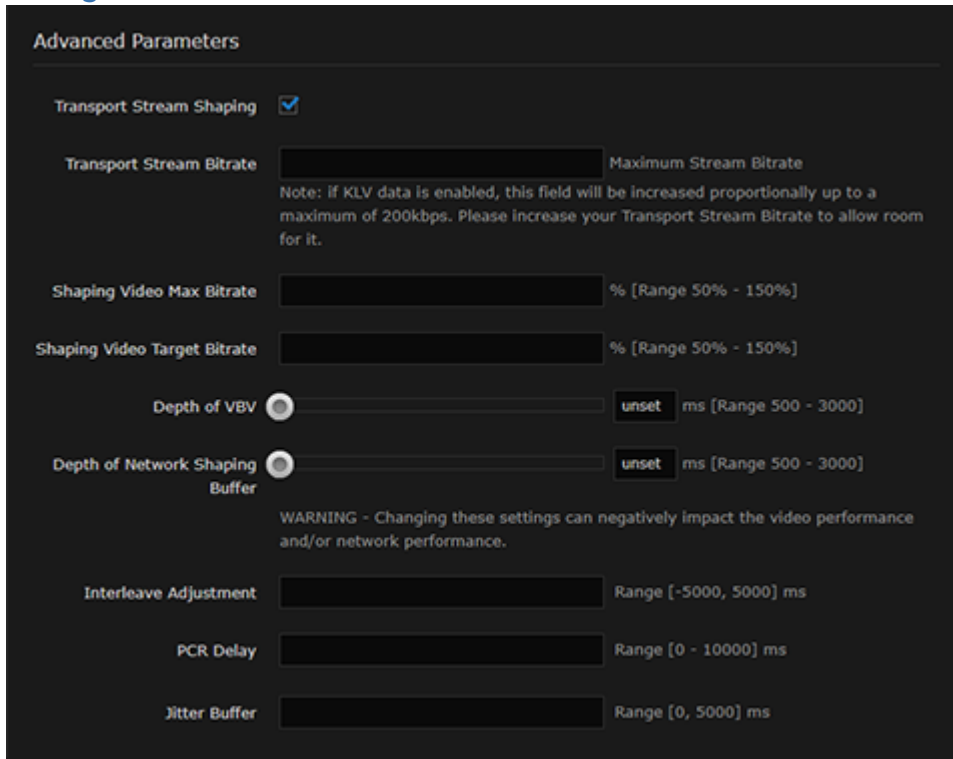 Advanced Parameters
Transport Stream Shaping
Transport Stream Bitrate Maximum Stream Bitrate
Note: if KLV data is enabled, this field will be increased proportionally up to a
maximum of 200kbps. Please increase your Transport Stream Bitrate to allow room
for it.
Shaping Video Max Bitrate % [Range 50% - 150%]
Shaping Video Target Bitrate % [Range 50% - 150%]
Depth of VBV unset ms [Range 500 - 3000]
Depth of Network Shaping unset ms [Range 500 - 3000]
Buffer
WARNING - Changing these settings can negatively impact the video performance
and/or network performance.
Interleave Adjustment Range [-5000, 5000] ms
PCR Delay Range [0 - 10000] ms
Jitter Buffer Range [0, 5000] ms